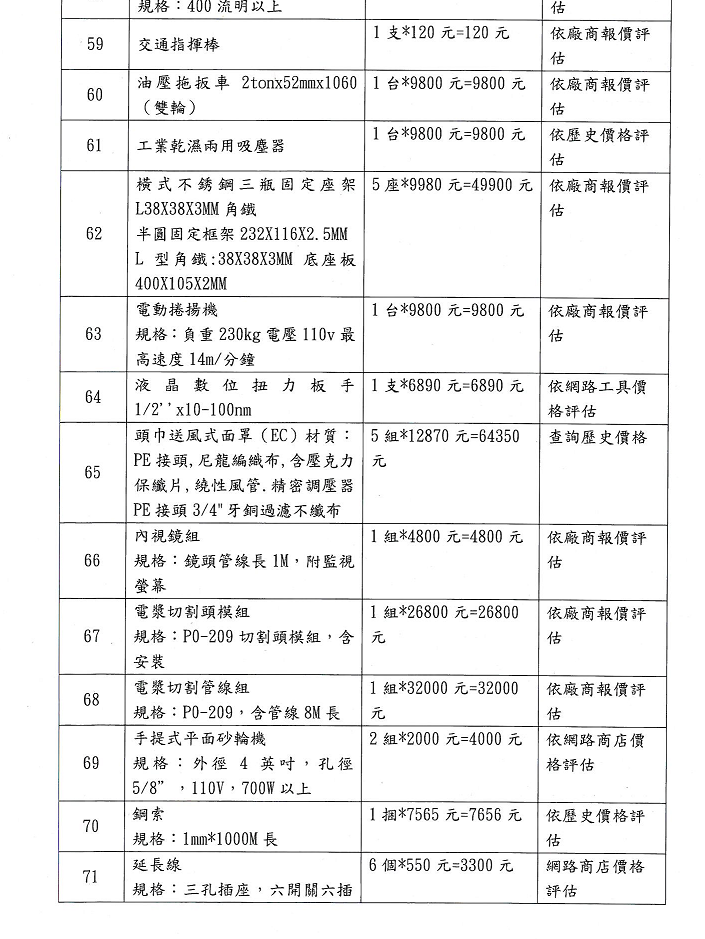 規格：400 流明以上
估
59
交通指揮棒
1 支*120 元=120 元
依廠商報價評
估
60
油壓拖扳車 2tonx52mmx1060
（雙輪）
1 台*9800 元=9800 元
依廠商報價評
估
61
工業乾濕兩用吸塵器
1 台*9800 元=9800 元
依歷史價格評
估
62
橫式不銹鋼三瓶固定座架
L38X38X3MM 角鐵
半圓固定框架 232X116X2.5MM
L 型角鐵:38X38X3MM 底座板
400X105X2MM
5 座*9980 元=49900 元
依廠商報價評
估
63
電動捲揚機
規格：負重 230kg 電壓 110v 最
高速度 14m/分鐘
1 台*9800 元=9800 元
依廠商報價評
估
64
液晶數位扭力板手
1/2''x10-100nm
1 支*6890 元=6890 元
依網路工具價
格評估
65
頭巾送風式面罩（EC）材質：
PE 接頭,尼龍編織布,含壓克力
保纖片,繞性風管.精密調壓器
PE 接頭 3/4"牙銅過濾不織布
5 組*12870 元=64350
元
查詢歷史價格
66
內視鏡組
規格：鏡頭管線長 1M，附監視
螢幕
1 組*4800 元=4800 元
依廠商報價評
估
67
電漿切割頭模組
規格：P0-209 切割頭模組，含
安裝
1 組*26800 元=26800
元
依廠商報價評
估
68
電漿切割管線組
規格：P0-209，含管線 8M 長
1 組*32000 元=32000
元
依廠商報價評
估
69
手提式平面砂輪機
規格：外徑 4 英吋，孔徑
5/8”，110V，700W 以上
2 組*2000 元=4000 元
依網路商店價
格評估
70
鋼索
規格：1mm*1000M 長
1 捆*7565 元=7656 元
依歷史價格評
估
71
延長線
規格：三孔插座，六開關六插
6 個*550 元=3300 元
網路商店價格
評估